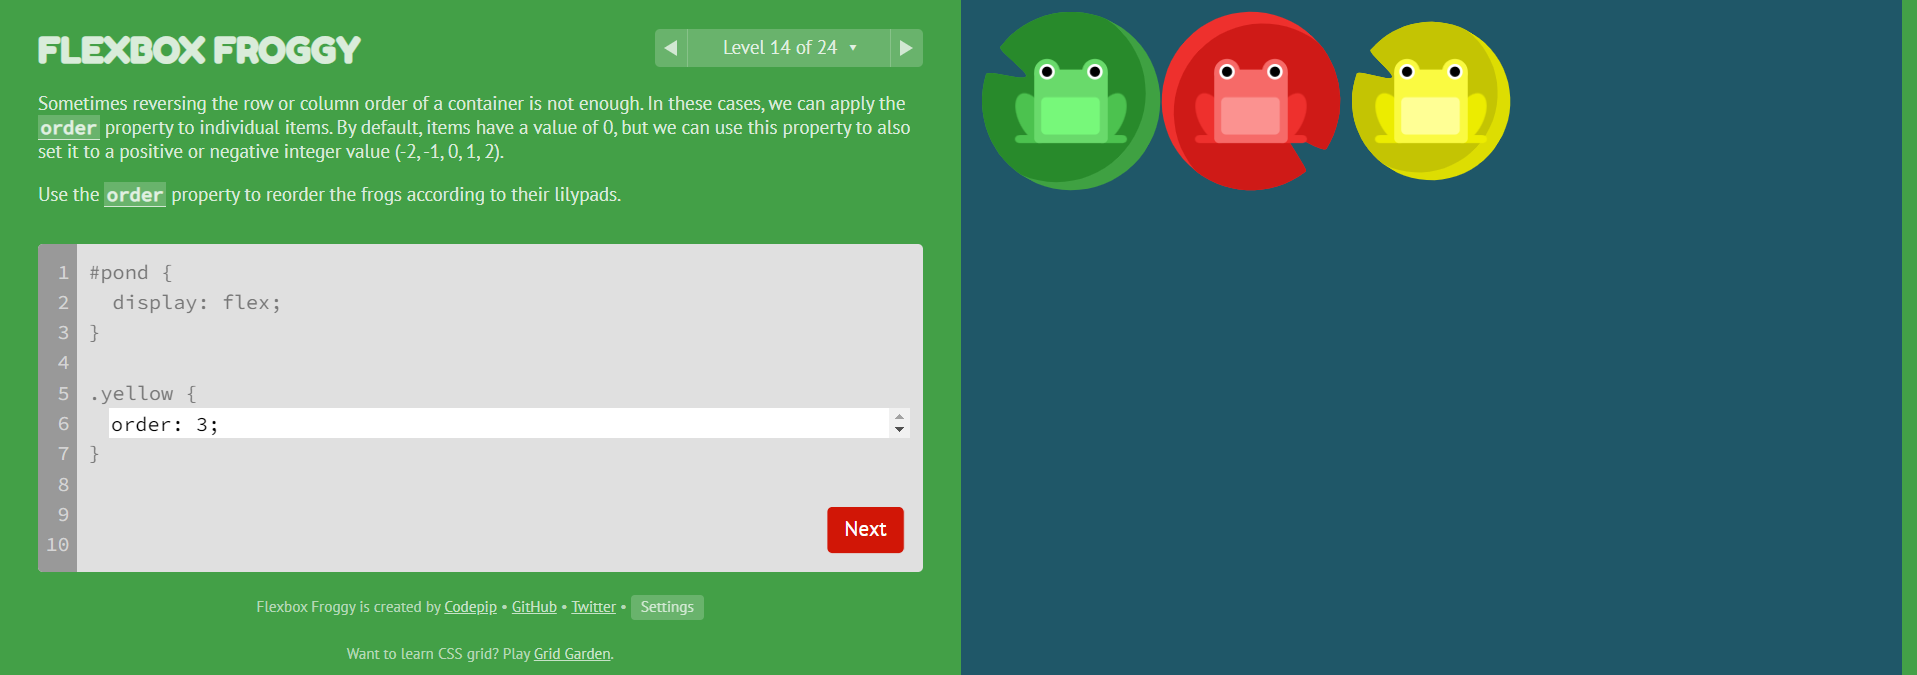 FLEXBOX FROGGY
Level 14 of 24 ▾
Sometimes reversing the row or column order of a container is not enough. In these cases, we can apply the
order property to individual items. By default, items have a value of 0, but we can use this property to also
set it to a positive or negative integer value (-2, -1, 0, 1, 2).
Use the order property to reorder the frogs according to their lilypads.
1 #pond {
2   display: flex;
3 }
4
5 .yellow {
6   order: 3;
7 }
8
9
10
Next
Flexbox Froggy is created by Codepip • GitHub • Twitter • Settings
Want to learn CSS grid? Play Grid Garden.